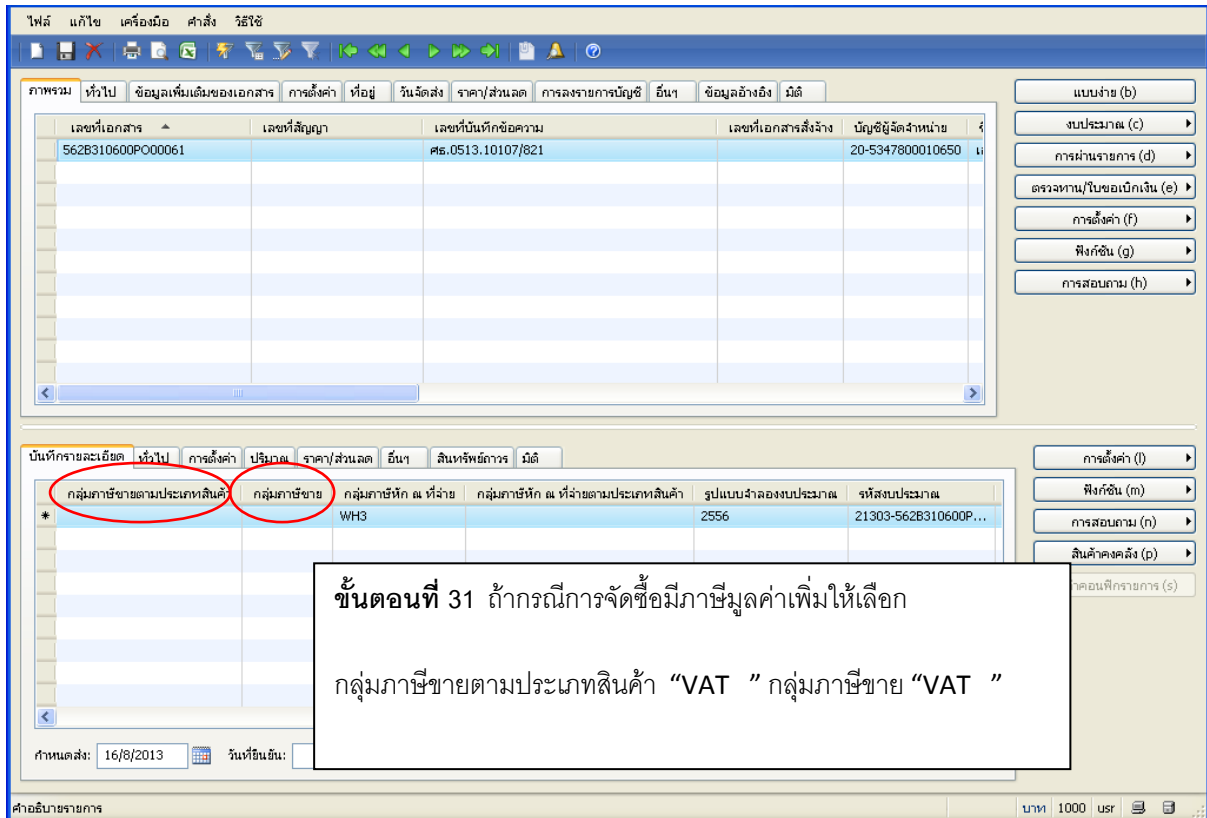 ไฟล์ แก้ไข เครื่องมือ คำสั่ง วิธีใช้
ภาพรวม ทั่วไป ข้อมูลเพิ่มเติมของเอกสาร การตั้งค่า ที่อยู่ วันจัดส่ง ราคา/ส่วนลด การลงรายการบัญชี อื่นๆ ข้อมูลอ้างอิง มิติ
เลขที่เอกสาร เลขที่สัญญา เลขที่บันทึกข้อความ เลขที่เอกสารสั่งจ้าง บัญชีผู้จัดจำหน่าย
562B310600PO00061 ศธ.0513.10107/821 20-5347800010650
แบบง่าย (b)
งบประมาณ (c)
การผ่านรายการ (d)
ตรวจทาน/ใบขอเบิกเงิน (e)
การตั้งค่า (f)
ฟังก์ชัน (g)
การสอบถาม (h)
บันทึกรายละเอียด ทั่วไป การตั้งค่า ปริมาณ ราคา/ส่วนลด อื่นๆ สินทรัพย์ถาวร มิติ
กลุ่มภาษีขายตามประเภทสินค้า กลุ่มภาษีขาย กลุ่มภาษีหัก ณ ที่จ่าย กลุ่มภาษีหัก ณ ที่จ่ายตามประเภทสินค้า รูปแบบจำลองงบประมาณ รหัสงบประมาณ
* WH3 2556 21303-562B310600P...
การตั้งค่า (l)
ฟังก์ชัน (m)
การสอบถาม (n)
สินค้าคงคลัง (p)
คอนฟิกรายการ (s)
ขั้นตอนที่ 31 ถ้ากรณีการจัดซื้อมีภาษีมูลค่าเพิ่มให้เลือก
กลุ่มภาษีขายตามประเภทสินค้า “VAT ” กลุ่มภาษีขาย “VAT ”
กำหนดส่ง: 16/8/2013 วันที่ยืนยัน:
คำอธิบายรายการ บาท 1000 usr